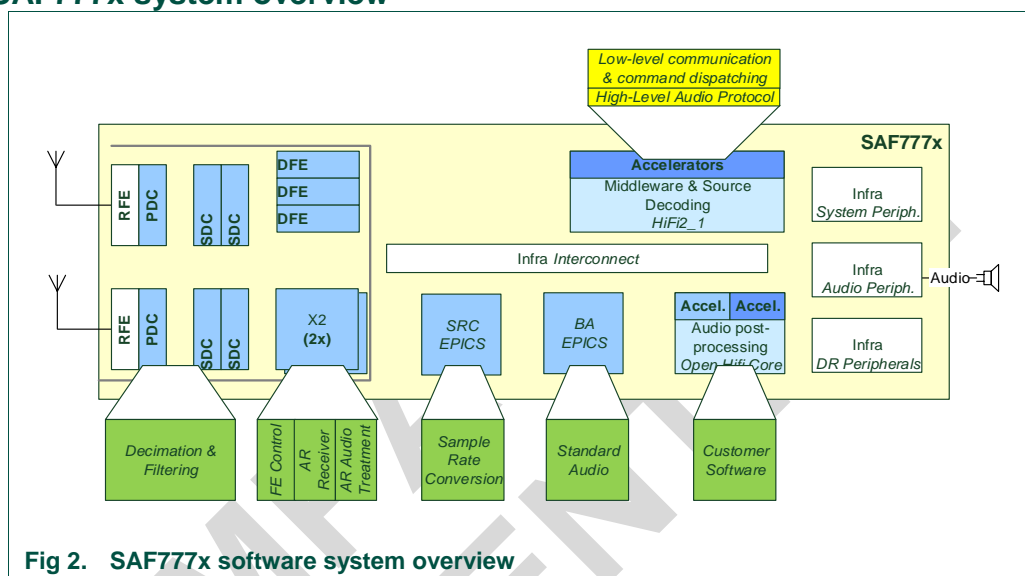 SAF777x system overview
Low-level communication
& command dispatching
High-Level Audio Protocol
SAF777x
RFE
PDC
SDC
SDC
DFE
DFE
DFE
Accelerators
Middleware & Source
Decoding
HiFi2_1
Infra
System Periph.
Infra Interconnect
Infra
Audio Periph.
Audio
RFE
PDC
SDC
SDC
X2
(2x)
SRC
EPICS
BA
EPICS
Accel.
Accel.
Audio post-
processing
Open Hifi Core
Infra
DR Peripherals
Decimation &
Filtering
FE Control
AR
Receiver
AR Audio
Treatment
Sample
Rate
Conversion
Standard
Audio
Customer
Software
Fig 2. SAF777x software system overview